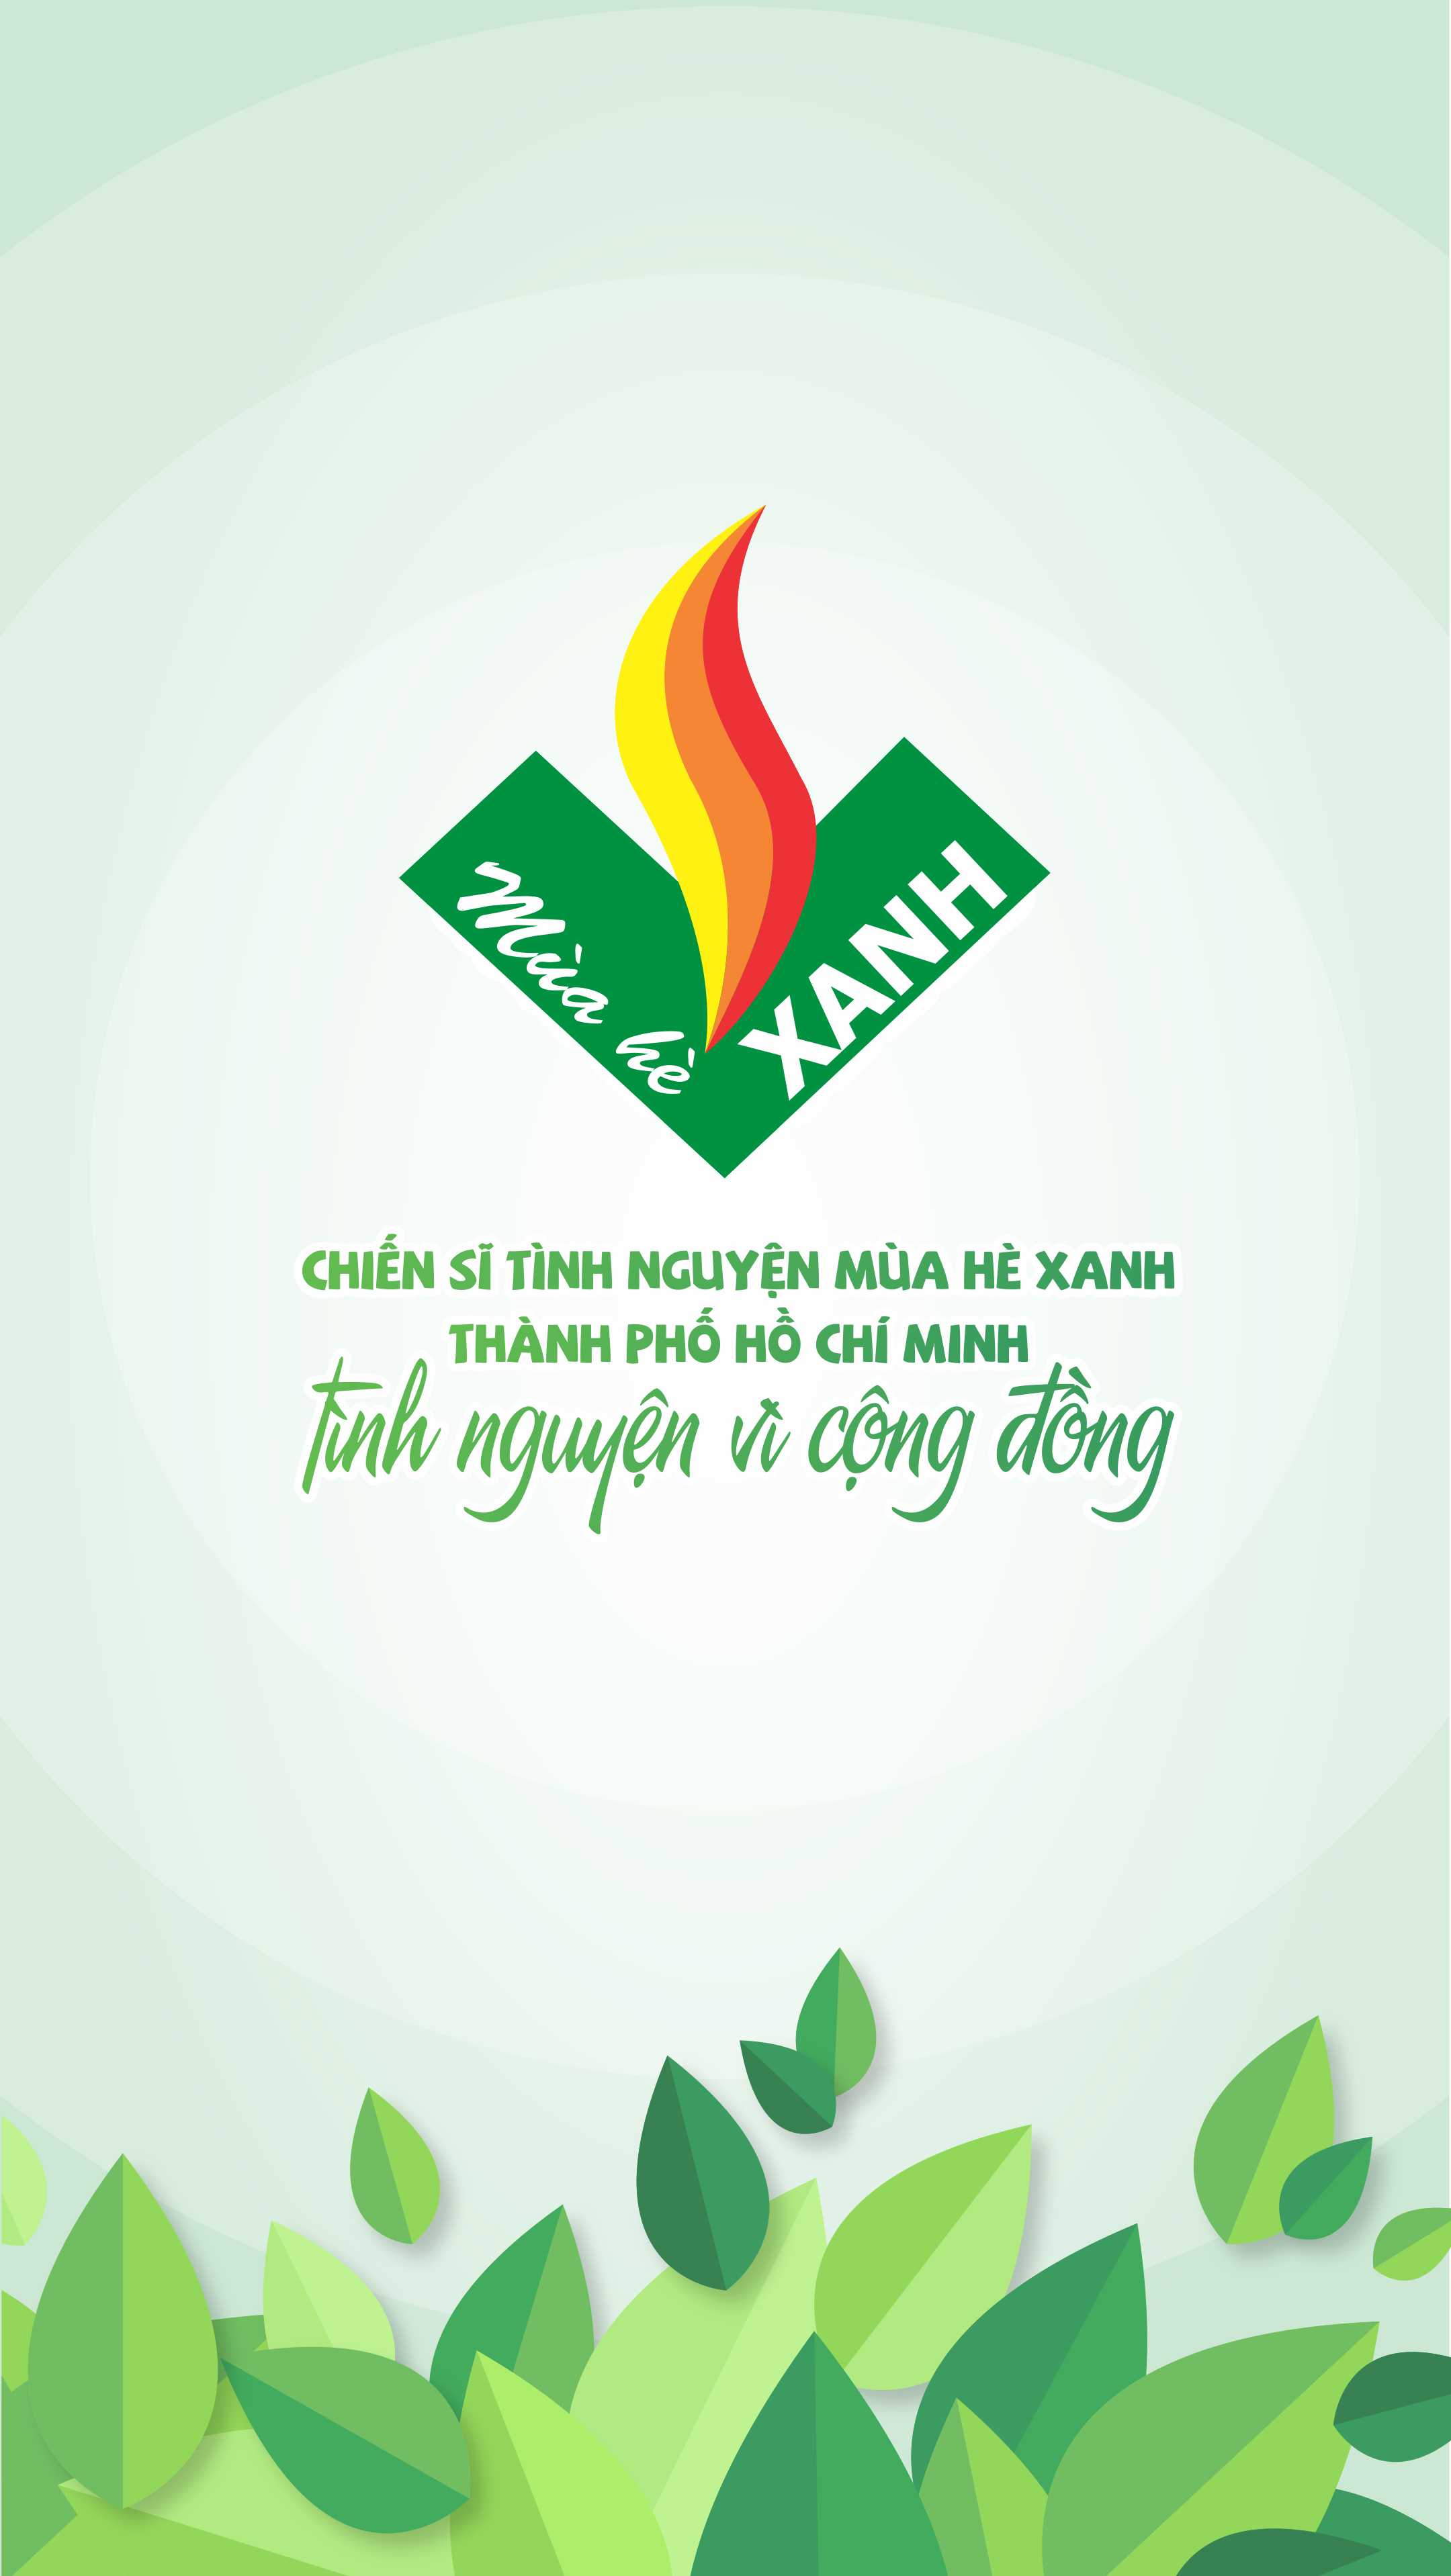 Mùa hè
XANH
CHIẾN SĨ TÌNH NGUYỆN MÙA HÈ XANH
THÀNH PHỐ HỒ CHÍ MINH
Tình nguyện vì cộng đồng